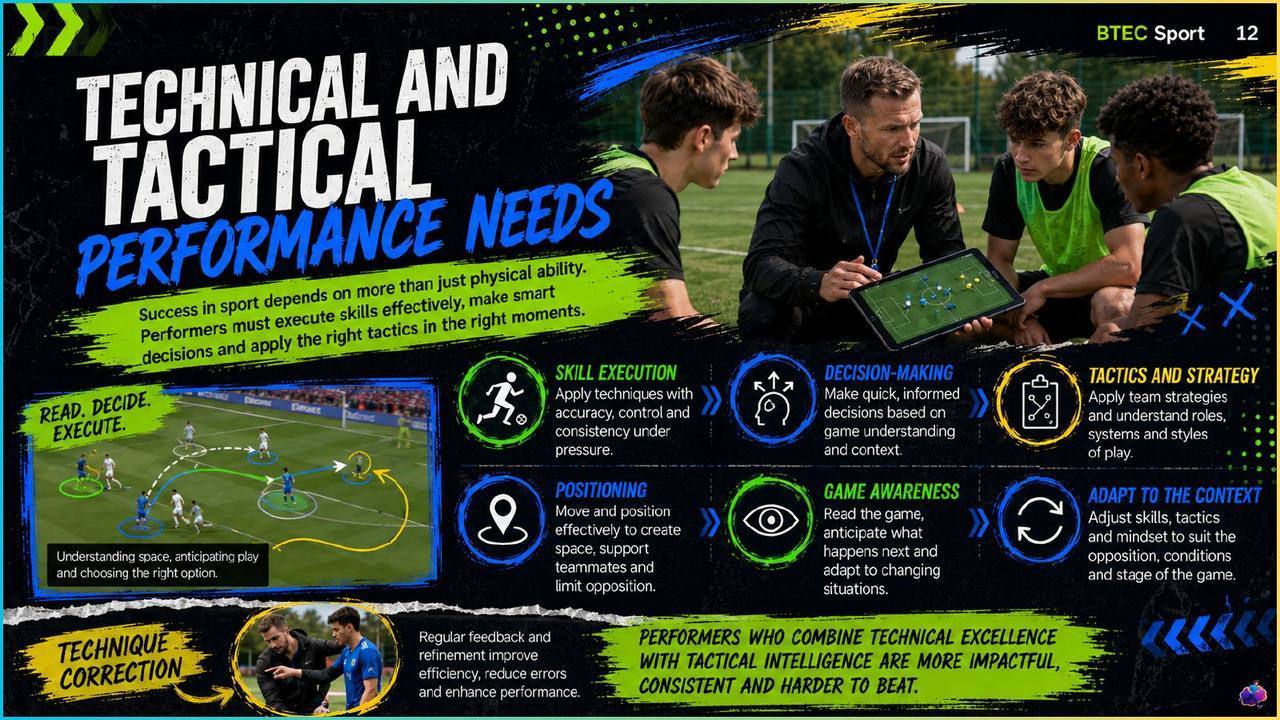 BTEC Sport 12
TECHNICAL AND
TACTICAL
PERFORMANCE NEEDS
Success in sport depends on more than just physical ability.
Performers must execute skills effectively, make smart
decisions and apply the right tactics in the right moments.
READ. DECIDE.
EXECUTE.
Understanding space, anticipating play
and choosing the right option.
SKILL EXECUTION
Apply techniques with
accuracy, control and
consistency under
pressure.
DECISION-MAKING
Make quick, informed
decisions based on
game understanding
and context.
TACTICS AND STRATEGY
Apply team strategies
and understand roles,
systems and styles
of play.
POSITIONING
Move and position
effectively to create
space, support
teammates and
limit opposition.
GAME AWARENESS
Read the game,
anticipate what
happens next and
adapt to changing
situations.
ADAPT TO THE CONTEXT
Adjust skills, tactics
and mindset to suit the
opposition, conditions
and stage of the game.
TECHNIQUE
CORRECTION
Regular feedback and
refinement improve
efficiency, reduce errors
and enhance performance.
PERFORMERS WHO COMBINE TECHNICAL EXCELLENCE
WITH TACTICAL INTELLIGENCE ARE MORE IMPACTFUL,
CONSISTENT AND HARDER TO BEAT.